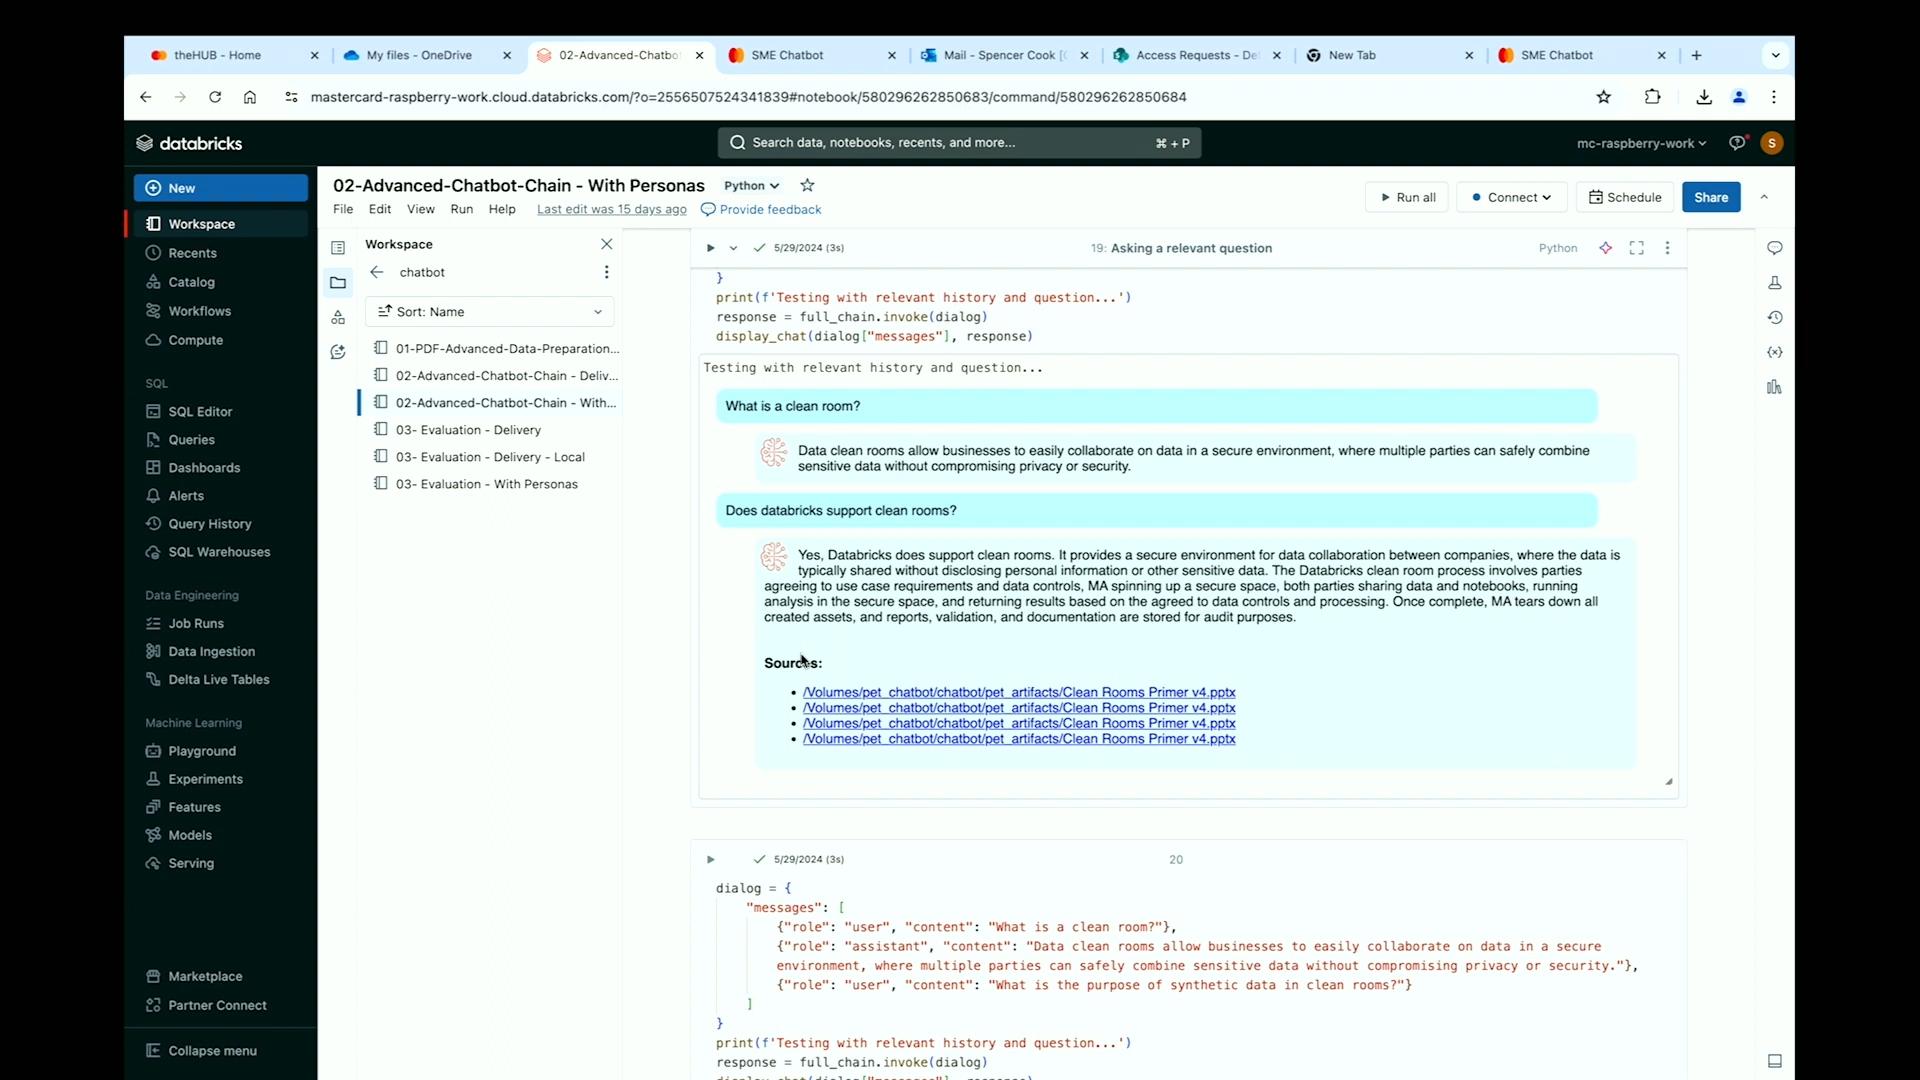 theHUB - Home
My files - OneDrive
02-Advanced-Chatbo
SME Chatbot
Mail - Spencer Cook [
Access Requests - De
New Tab
SME Chatbot
mastercard-raspberry-work.cloud.databricks.com/?o=2556507524341839#notebook/580296262850683/command/580296262850684
databricks
Search data, notebooks, recents, and more...
⌘ + P
mc-raspberry-work
S
New
Workspace
Recents
Catalog
Workflows
Compute
SQL
SQL Editor
Queries
Dashboards
Alerts
Query History
SQL Warehouses
Data Engineering
Job Runs
Data Ingestion
Delta Live Tables
Machine Learning
Playground
Experiments
Features
Models
Serving
Marketplace
Partner Connect
Collapse menu
02-Advanced-Chatbot-Chain - With Personas
Python
File Edit View Run Help Last edit was 15 days ago Provide feedback
Run all
Connect
Schedule
Share
Workspace
chatbot
Sort: Name
01-PDF-Advanced-Data-Preparation...
02-Advanced-Chatbot-Chain - Deliv...
02-Advanced-Chatbot-Chain - With...
03- Evaluation - Delivery
03- Evaluation - Delivery - Local
03- Evaluation - With Personas
5/29/2024 (3s)
19: Asking a relevant question
Python
}
print(f'Testing with relevant history and question...')
response = full_chain.invoke(dialog)
display_chat(dialog["messages"], response)
Testing with relevant history and question...
What is a clean room?
Data clean rooms allow businesses to easily collaborate on data in a secure environment, where multiple parties can safely combine
sensitive data without compromising privacy or security.
Does databricks support clean rooms?
Yes, Databricks does support clean rooms. It provides a secure environment for data collaboration between companies, where the data is
typically shared without disclosing personal information or other sensitive data. The Databricks clean room process involves parties
agreeing to use case requirements and data controls, MA spinning up a secure space, both parties sharing data and notebooks, running
analysis in the secure space, and returning results based on the agreed to data controls and processing. Once complete, MA tears down all
created assets, and reports, validation, and documentation are stored for audit purposes.
Sources:
• /Volumes/pet_chatbot/chatbot/pet_artifacts/Clean Rooms Primer v4.pptx
• /Volumes/pet_chatbot/chatbot/pet_artifacts/Clean Rooms Primer v4.pptx
• /Volumes/pet_chatbot/chatbot/pet_artifacts/Clean Rooms Primer v4.pptx
• /Volumes/pet_chatbot/chatbot/pet_artifacts/Clean Rooms Primer v4.pptx
5/29/2024 (3s)
20
dialog = {
"messages": [
{"role": "user", "content": "What is a clean room?"},
{"role": "assistant", "content": "Data clean rooms allow businesses to easily collaborate on data in a secure
environment, where multiple parties can safely combine sensitive data without compromising privacy or security."},
{"role": "user", "content": "What is the purpose of synthetic data in clean rooms?"}
]
}
print(f'Testing with relevant history and question...')
response = full_chain.invoke(dialog)
display_chat(dialog["messages"], response)